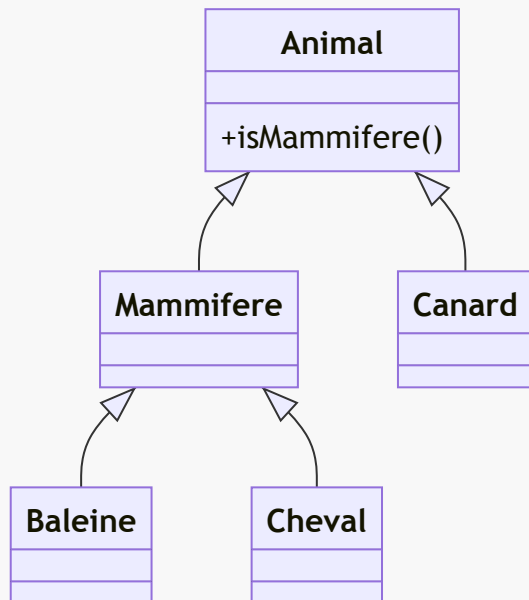 Animal
+isMammifere()
Mammifere
Canard
Baleine
Cheval